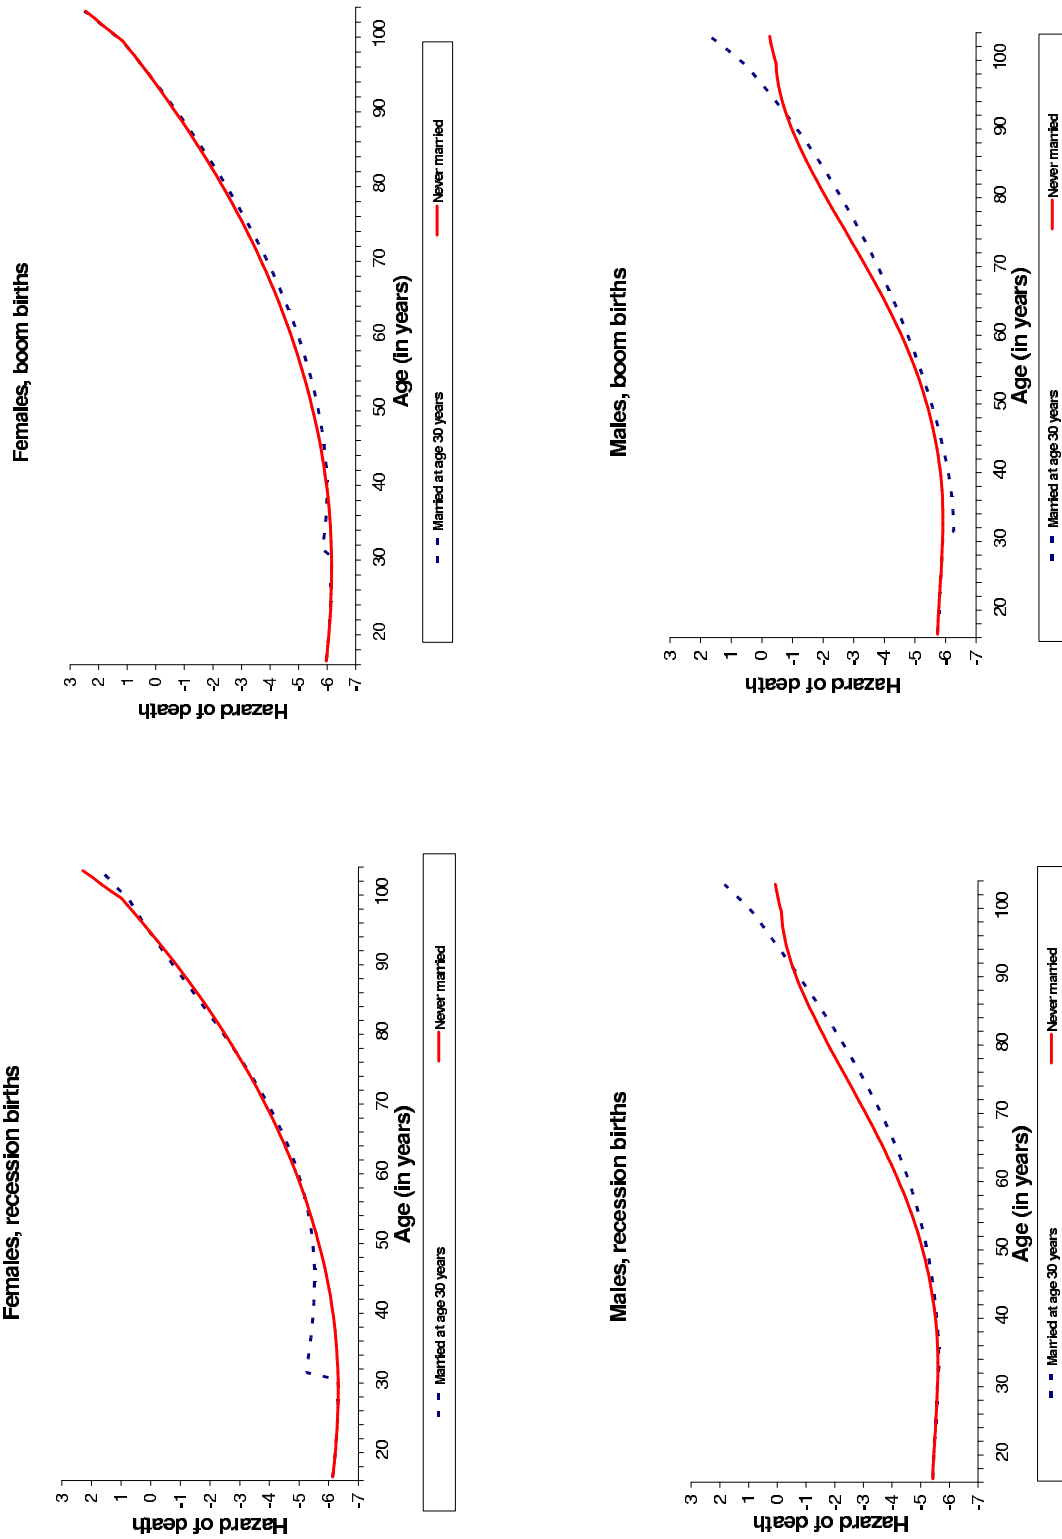 Females, recession births
3
2
1
0
-1
-2
-3
-4
-5
-6
-7
Hazard of death
20 30 40 50 60 70 80 90 100
Age (in years)
Married at age 30 years Never married
Females, boom births
3
2
1
0
-1
-2
-3
-4
-5
-6
-7
Hazard of death
20 30 40 50 60 70 80 90 100
Age (in years)
Married at age 30 years Never married
Males, recession births
3
2
1
0
-1
-2
-3
-4
-5
-6
-7
Hazard of death
20 30 40 50 60 70 80 90 100
Age (in years)
Married at age 30 years Never married
Males, boom births
3
2
1
0
-1
-2
-3
-4
-5
-6
-7
Hazard of death
20 30 40 50 60 70 80 90 100
Age (in years)
Married at age 30 years Never married